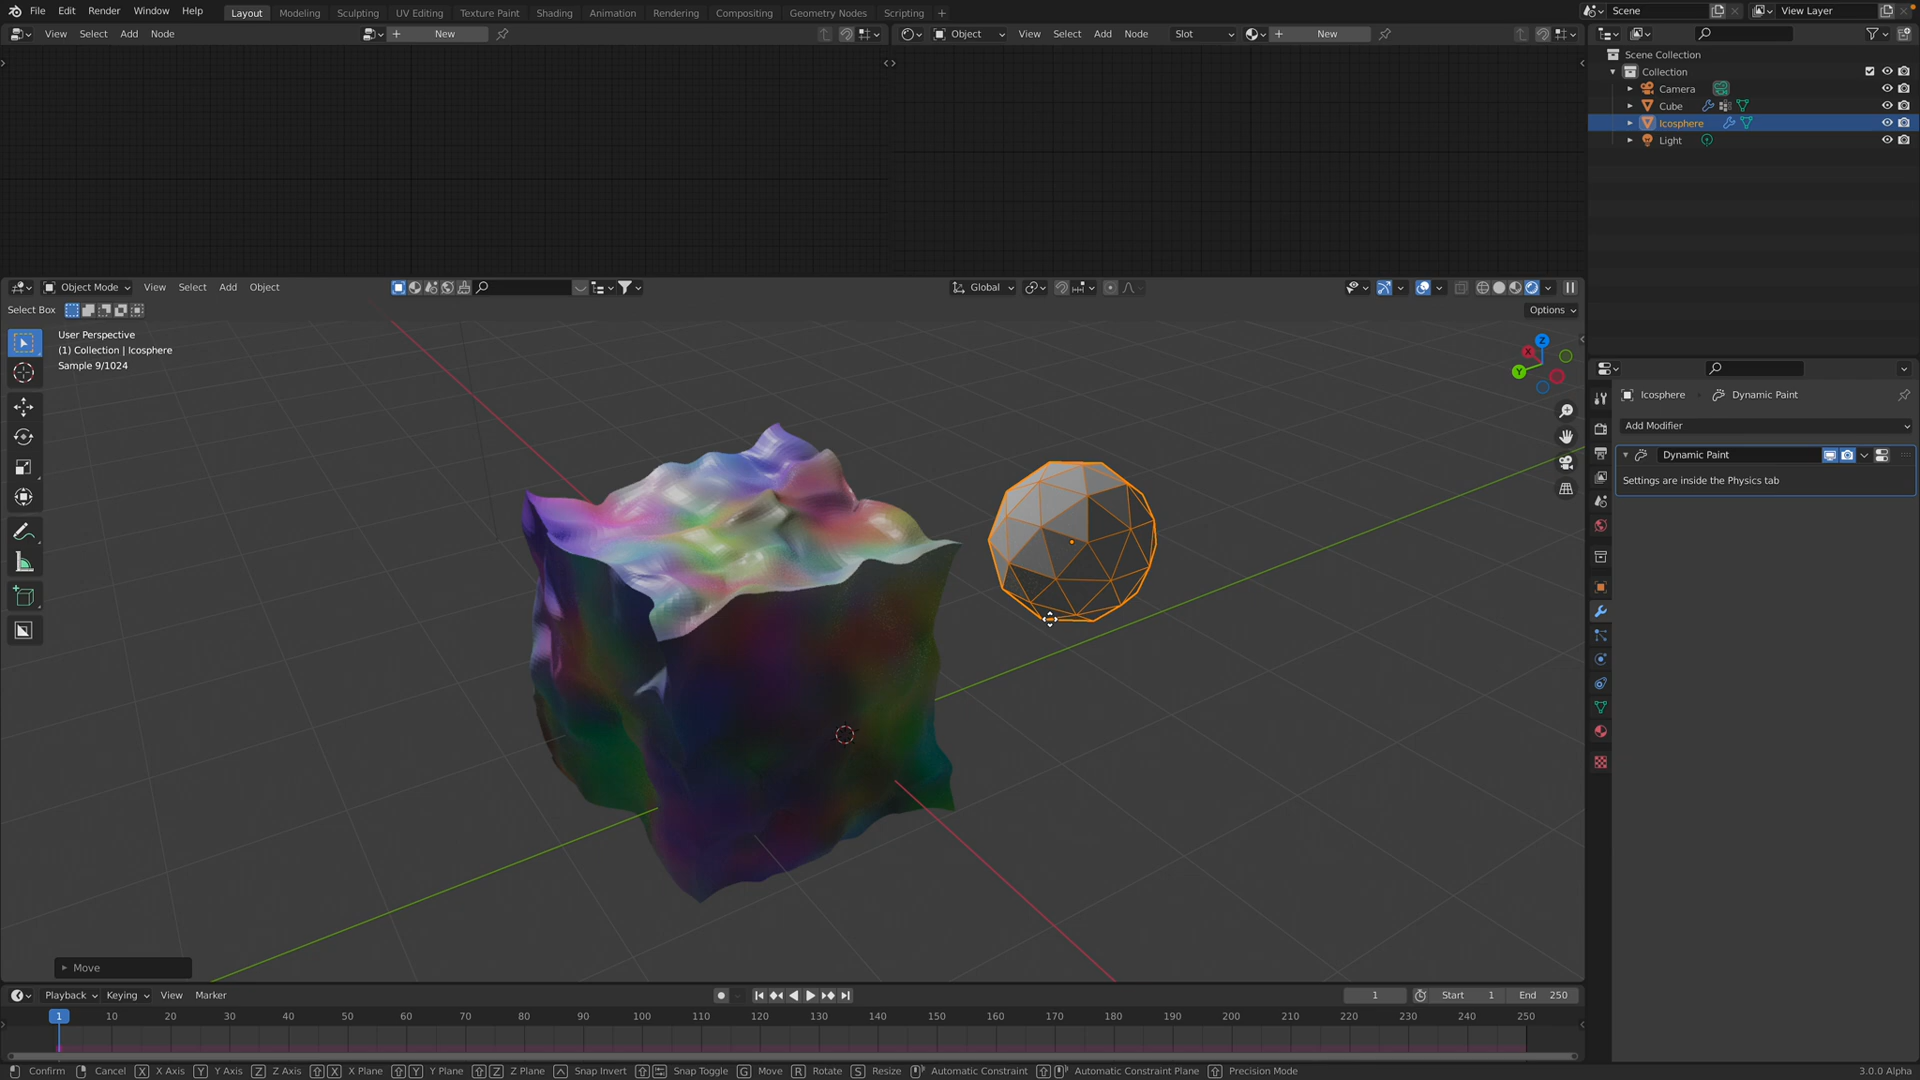 File Edit Render Window Help Layout Modeling Sculpting UV Editing Texture Paint Shading Animation Rendering Compositing Geometry Nodes Scripting + Scene View Layer
View Select Add Node New
Object View Select Add Node Slot New
Scene Collection
Collection
Camera
Cube
Icosphere
Light
Object Mode View Select Add Object Global
Select Box Options
User Perspective
(1) Collection | Icosphere
Sample 9/1024
Z
X
Y
Icosphere Dynamic Paint
Add Modifier
Dynamic Paint
Settings are inside the Physics tab
Move
Playback Keying View Marker 1 Start 1 End 250
1 10 20 30 40 50 60 70 80 90 100 110 120 130 140 150 160 170 180 190 200 210 220 230 240 250
Confirm Cancel X X Axis Y Y Axis Z Z Axis X X Plane Y Y Plane Z Z Plane Snap Invert Snap Toggle G Move R Rotate S Resize Automatic Constraint Automatic Constraint Plane Precision Mode 3.0.0 Alpha